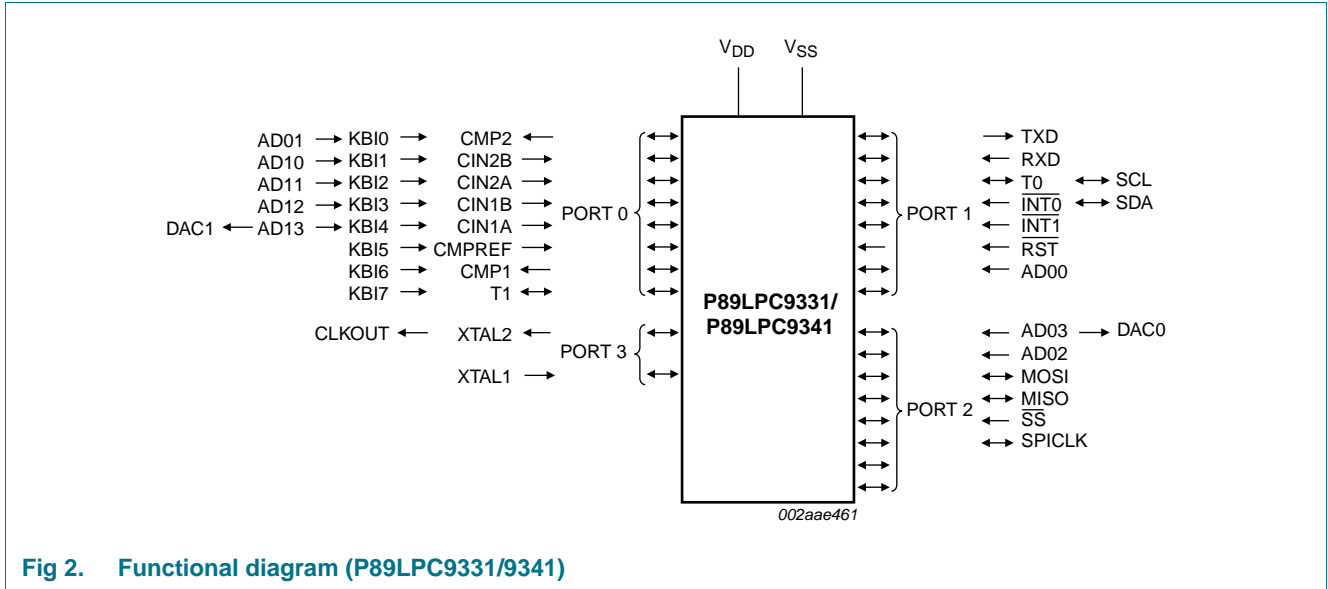 VDD VSS
AD01 KBI0 CMP2 TXD
AD10 KBI1 CIN2B RXD
AD11 KBI2 CIN2A T0 SCL
AD12 KBI3 CIN1B PORT 0 PORT 1 INT0 SDA
DAC1 AD13 KBI4 CIN1A INT1
KBI5 CMPREF RST
KBI6 CMP1 AD00
KBI7 T1
P89LPC9331/
P89LPC9341
CLKOUT XTAL2 AD03 DAC0
PORT 3 AD02
XTAL1 MOSI
MISO
PORT 2 SS
SPICLK
002aae461
Fig 2. Functional diagram (P89LPC9331/9341)